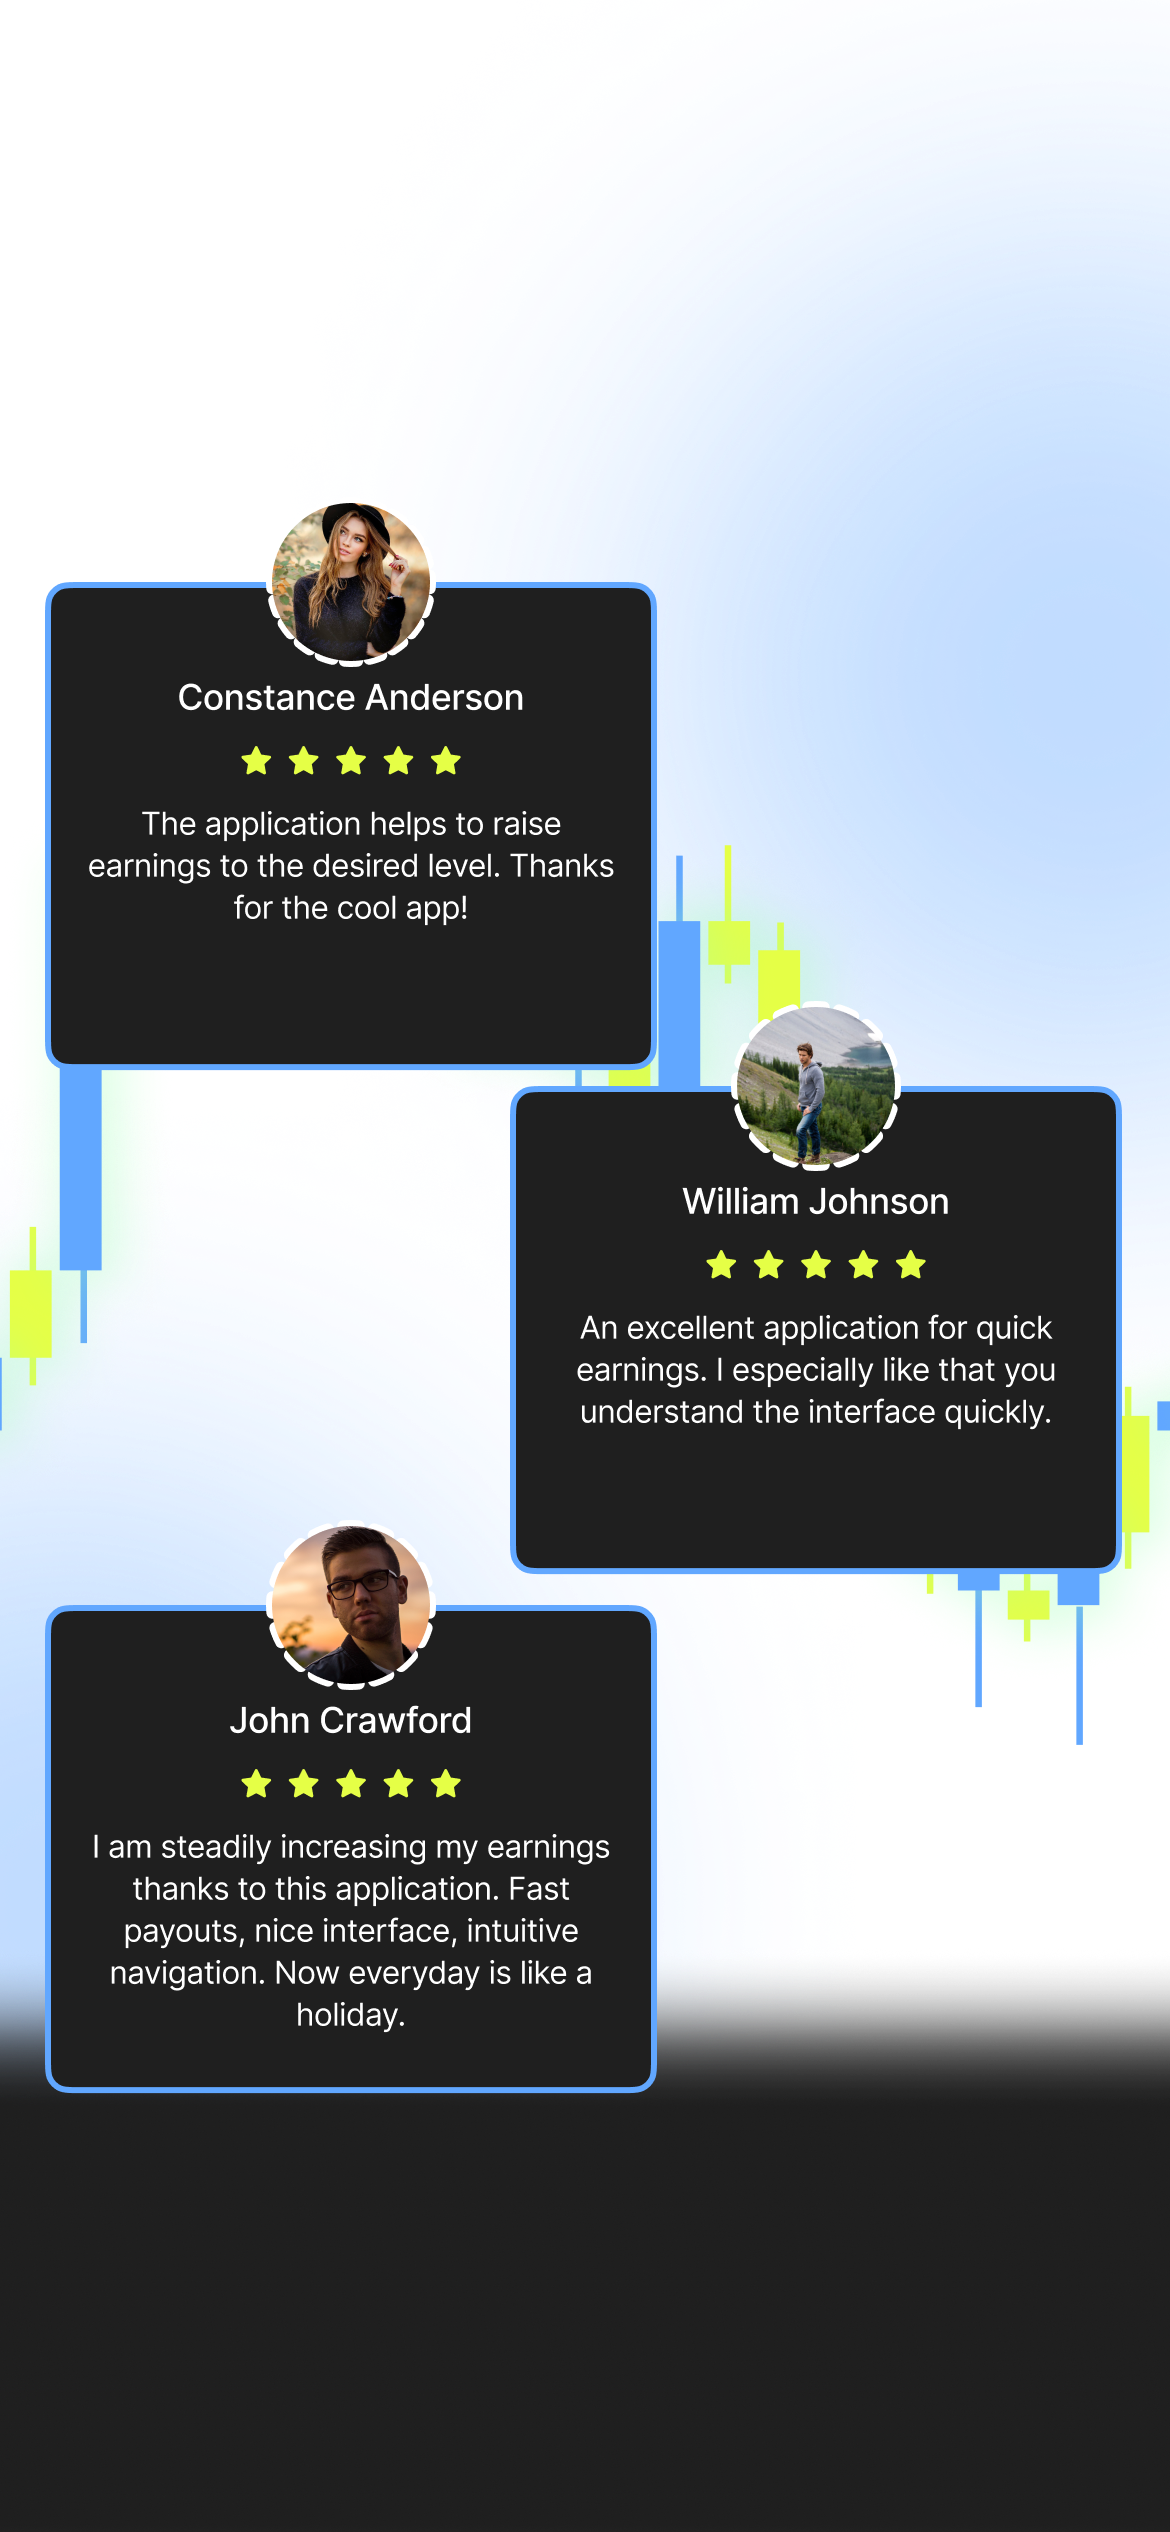 Constance Anderson
The application helps to raise
earnings to the desired level. Thanks
for the cool app!
William Johnson
An excellent application for quick
earnings. I especially like that you
understand the interface quickly.
John Crawford
I am steadily increasing my earnings
thanks to this application. Fast
payouts, nice interface, intuitive
navigation. Now everyday is like a
holiday.